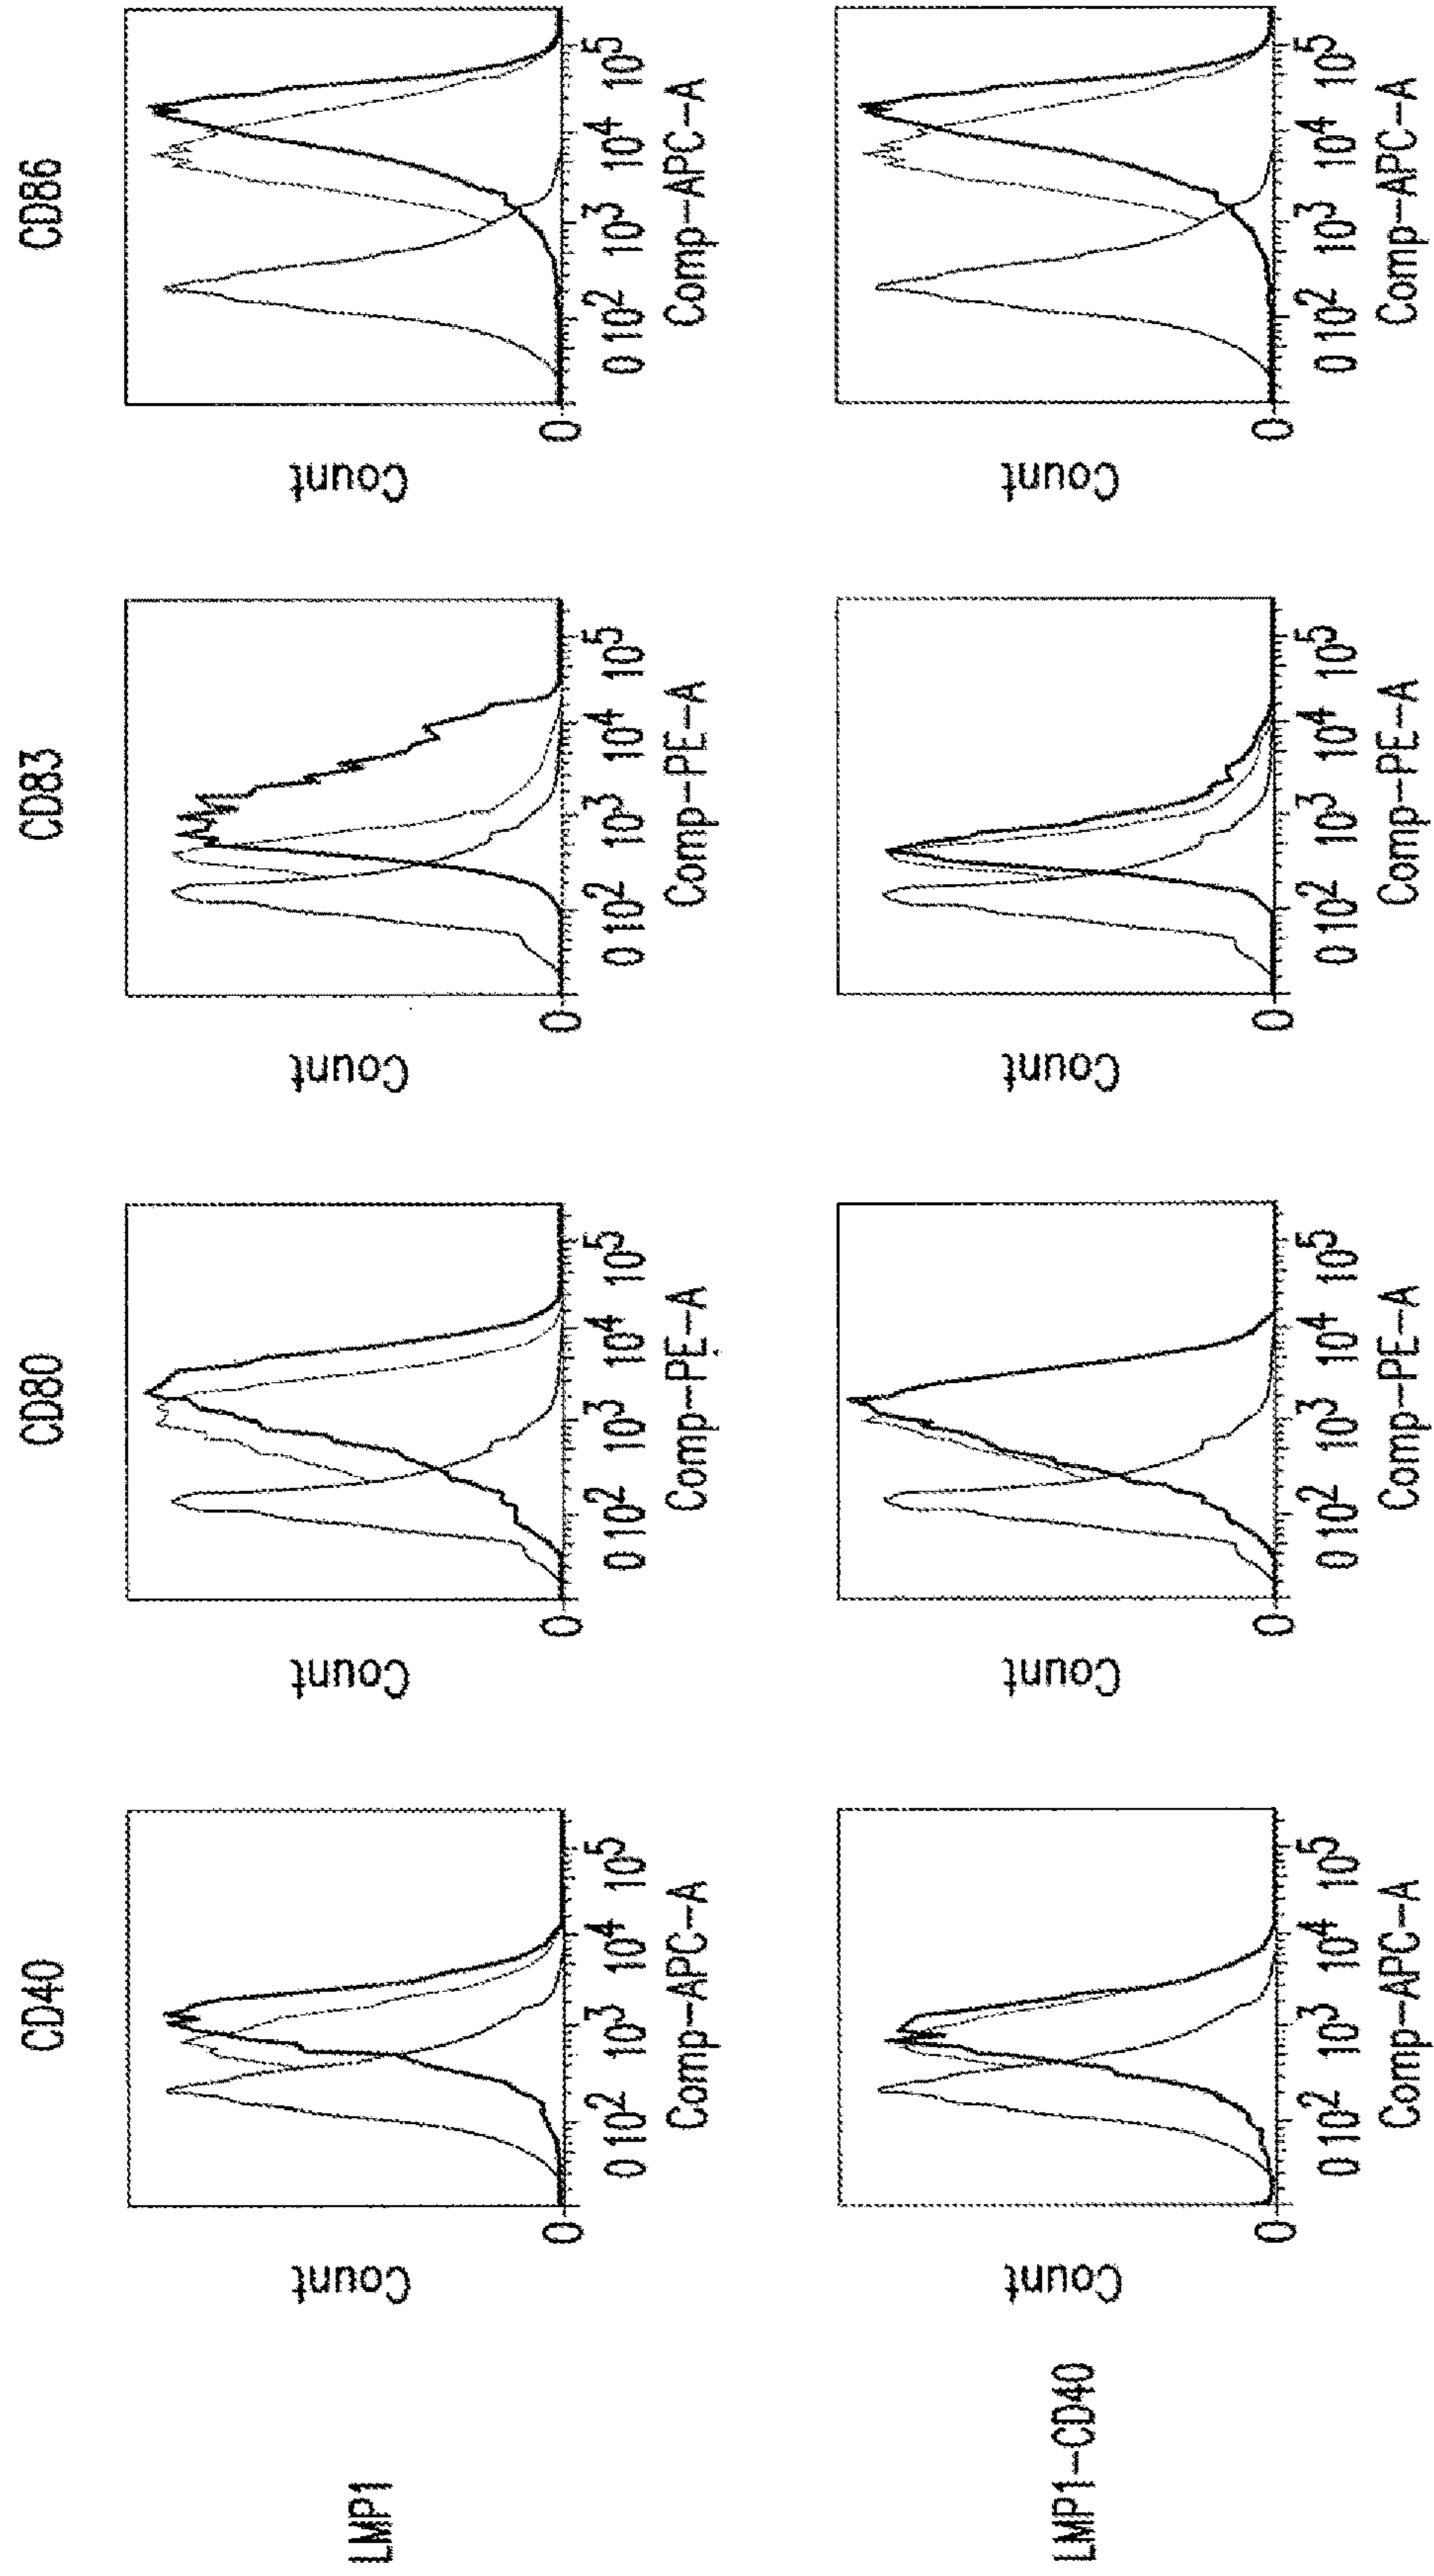 CD40 CD80 CD83 CD86
LMP1
Count Count Count Count
0 0 0 0
0 10² 10³ 10⁴ 10⁵ 0 10² 10³ 10⁴ 10⁵ 0 10² 10³ 10⁴ 10⁵ 0 10² 10³ 10⁴ 10⁵
Comp-APC-A Comp-PE-A Comp-PE-A Comp-APC-A
LMP1-CD40
Count Count Count Count
0 0 0 0
0 10² 10³ 10⁴ 10⁵ 0 10² 10³ 10⁴ 10⁵ 0 10² 10³ 10⁴ 10⁵ 0 10² 10³ 10⁴ 10⁵
Comp-APC-A Comp-PE-A Comp-PE-A Comp-APC-A